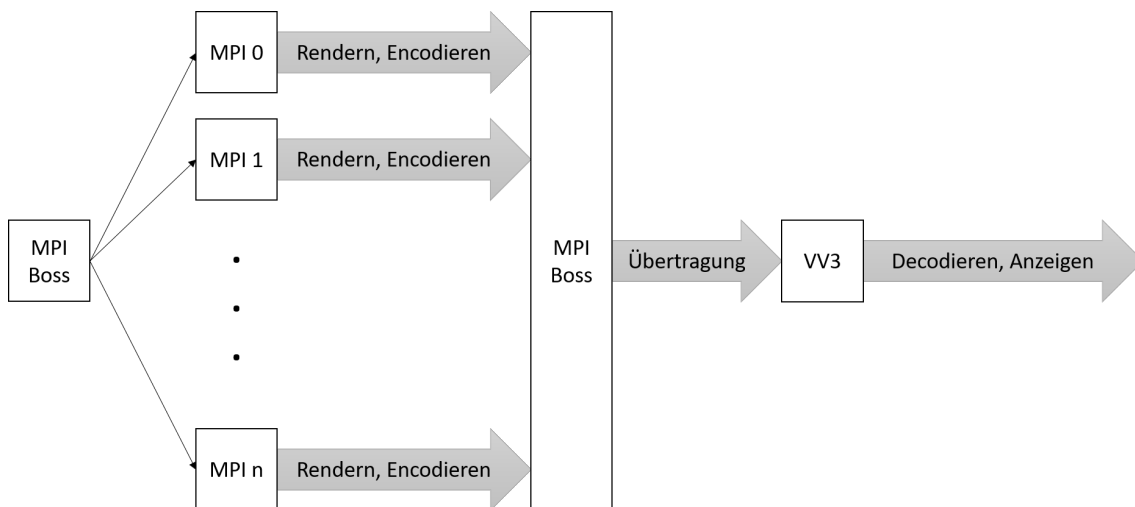 MPI 0
Rendern, Encodieren
MPI 1
Rendern, Encodieren
MPI
Boss
MPI
Boss
Übertragung
VV3
Decodieren, Anzeigen
MPI n
Rendern, Encodieren